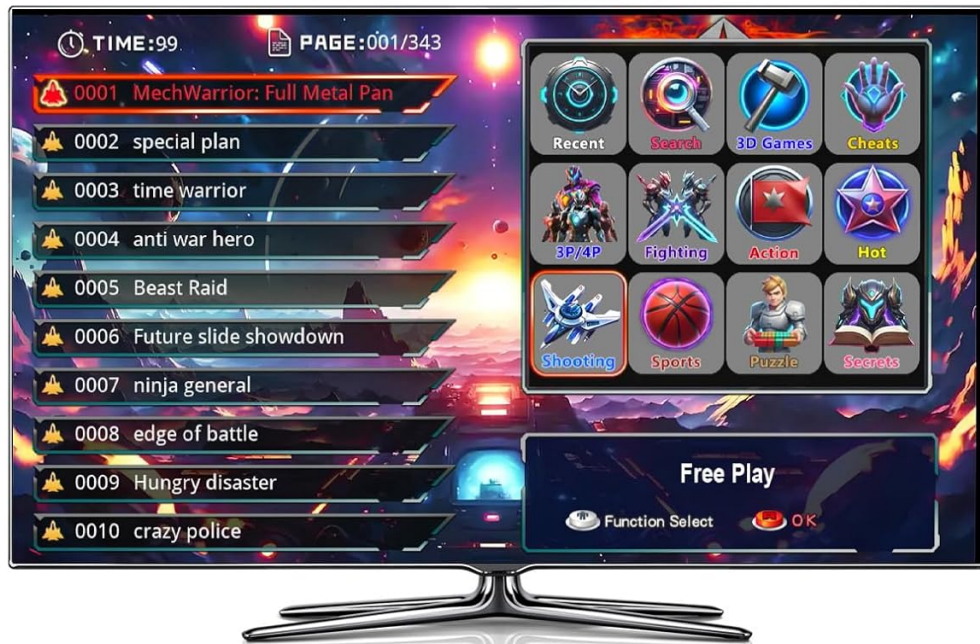 TIME:99
PAGE:001/343
0001 MechWarrior: Full Metal Pan
0002 special plan
0003 time warrior
0004 anti war hero
0005 Beast Raid
0006 Future slide showdown
0007 ninja general
0008 edge of battle
0009 Hungry disaster
0010 crazy police
Recent
Search
3D Games
Cheats
3P/4P
Fighting
Action
Hot
Shooting
Sports
Puzzle
Secrets
Free Play
Function Select
OK